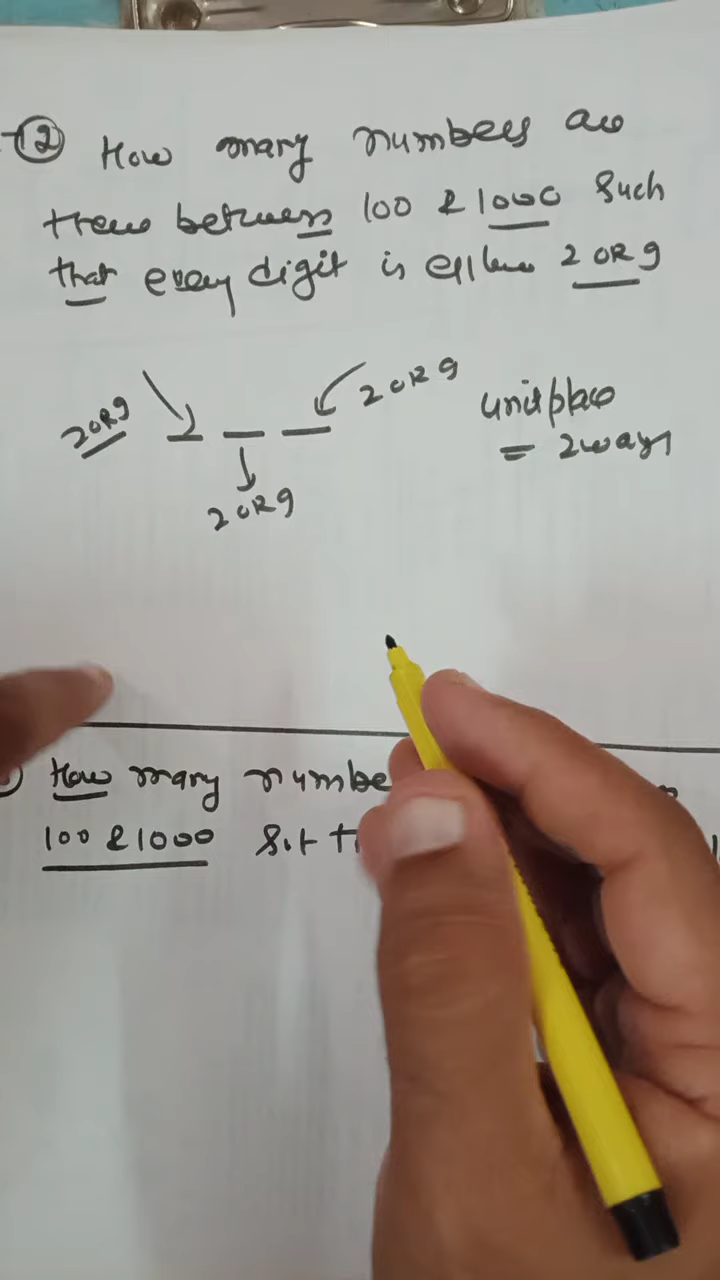 12 How many numbers are
there between 100 & 1000 such
that every digit is either 2 OR 9
2 OR 9
2 OR 9
2 OR 9
unit place
= 2 ways
How many numbe
100 & 1000 S.t